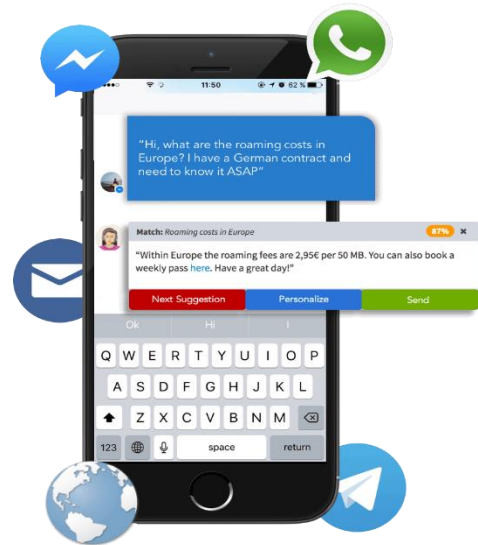 11:50
62 %
"Hi, what are the roaming costs in
Europe? I have a German contract and
need to know it ASAP"
Match: Roaming costs in Europe
87%
×
"Within Europe the roaming fees are 2,95€ per 50 MB. You can also book a
weekly pass here. Have a great day!"
Next Suggestion
Personalize
Send
Ok
Hi
I
Q W E R T Y U I O P
A S D F G H J K L
Z X C V B N M
123
space
return